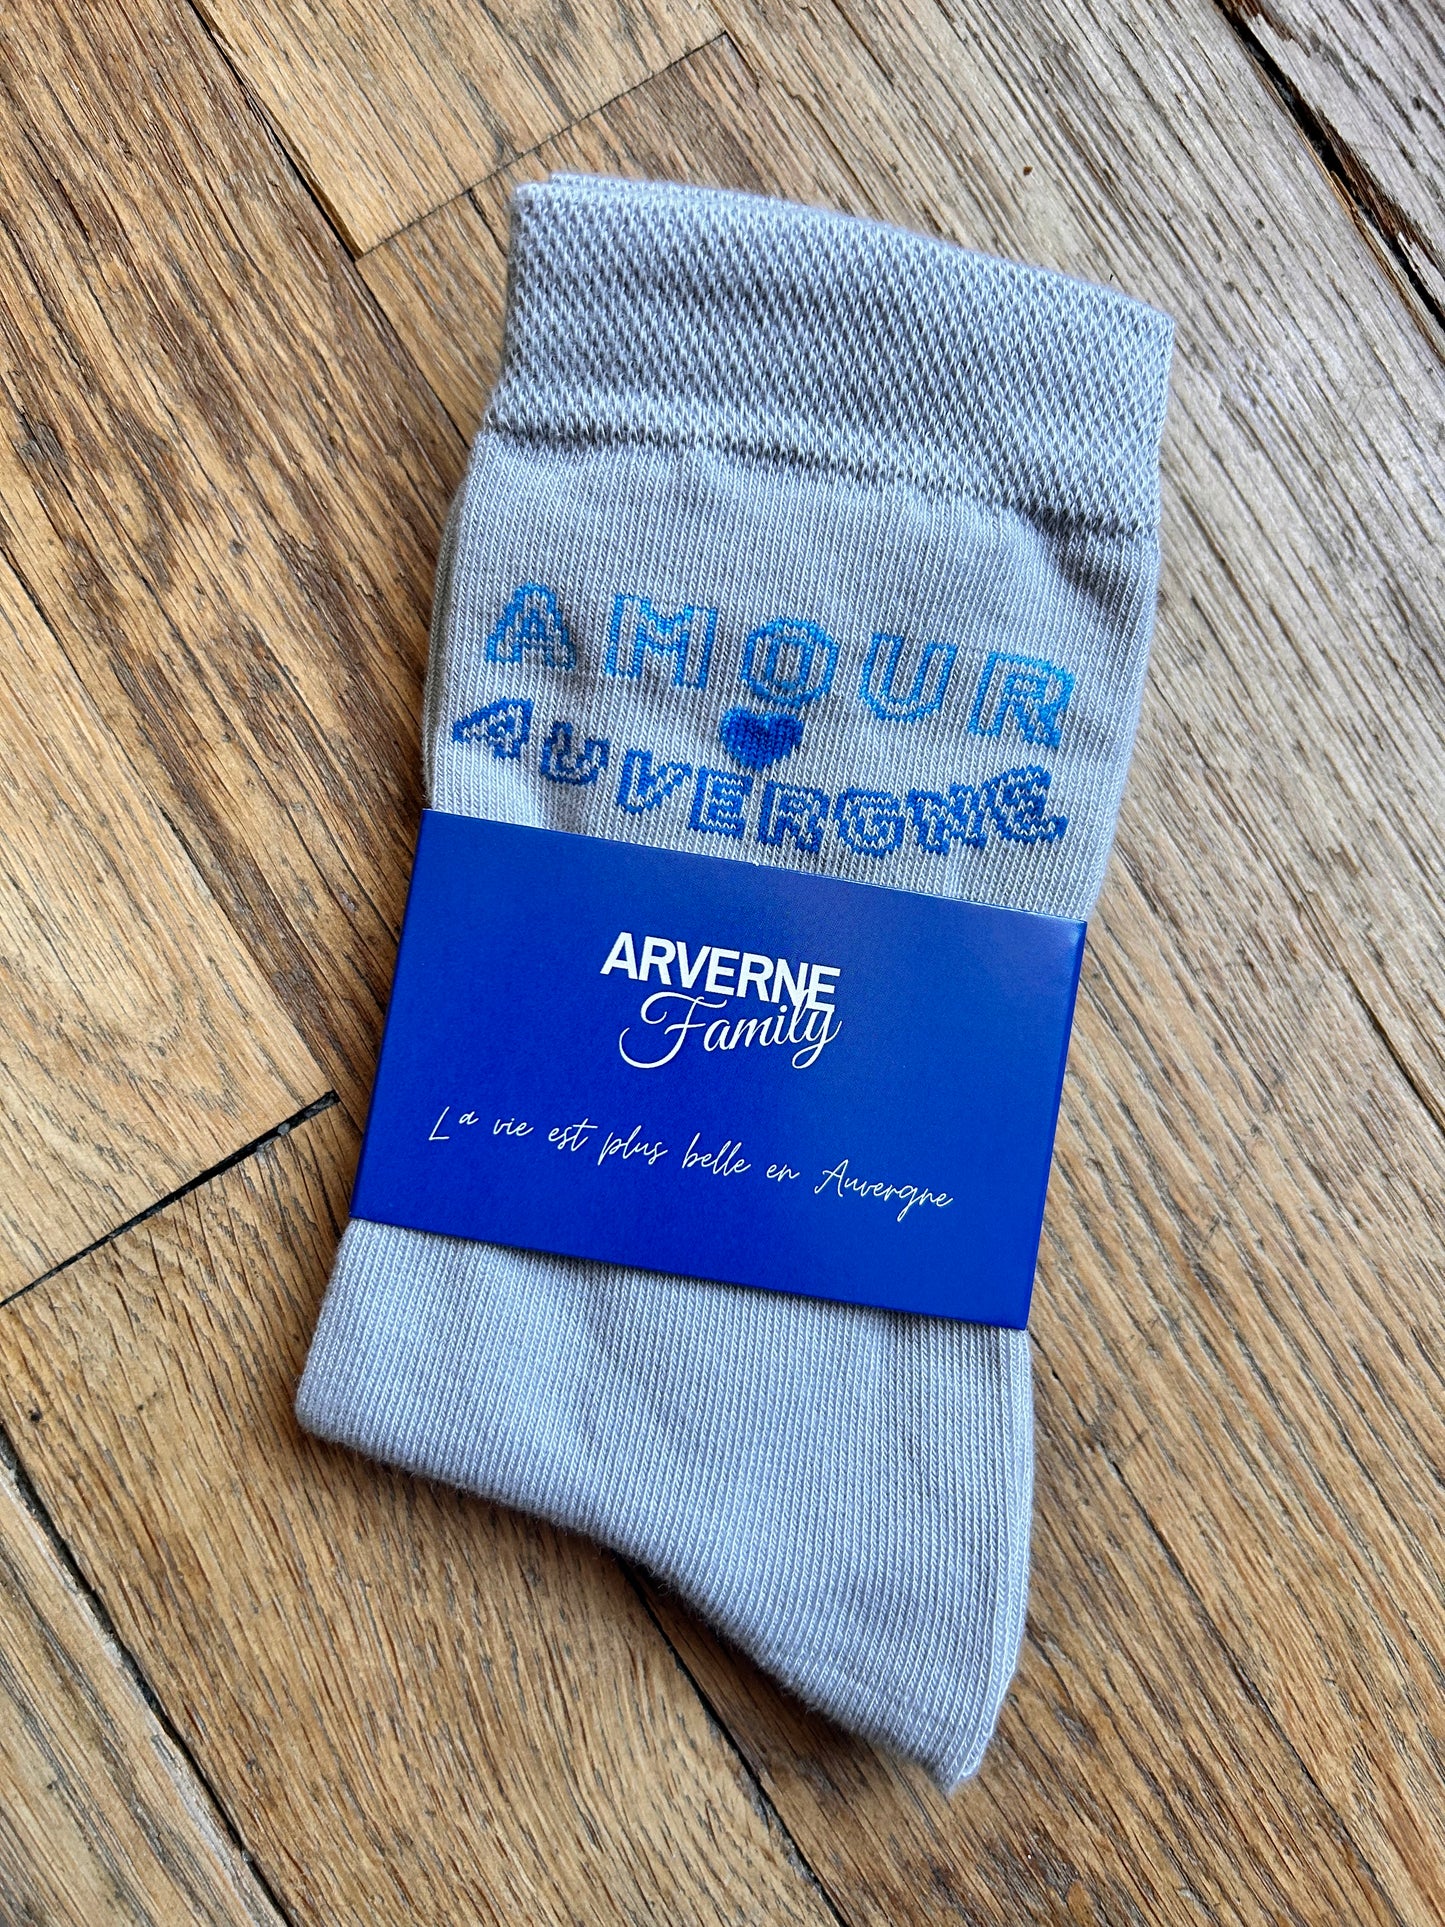 AMOUR
AUVERGNE
ARVERNE
Family
La vie est plus belle en Auvergne